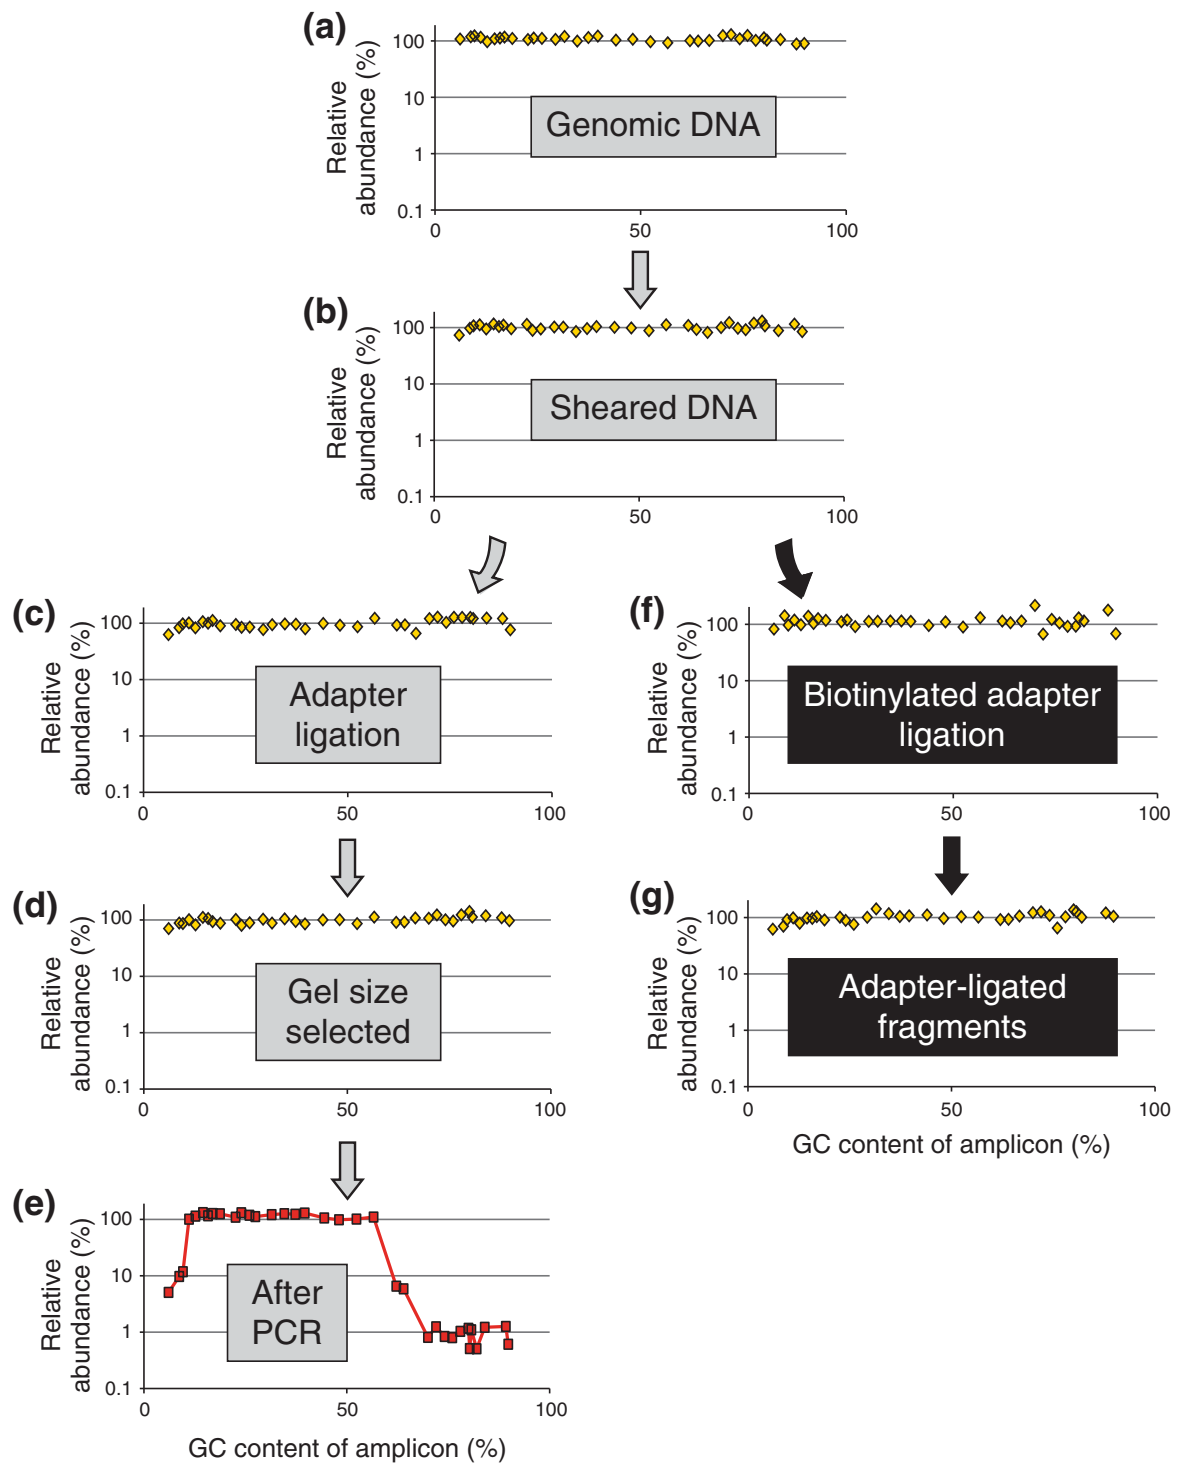 (a)
Relative
abundance (%)
100
10
1
0.1
Genomic DNA
0
50
100
(b)
Relative
abundance (%)
100
10
1
0.1
Sheared DNA
0
50
100
(c)
Relative
abundance (%)
100
10
1
0.1
Adapter
ligation
0
50
100
(f)
Relative
abundance (%)
100
10
1
0.1
Biotinylated adapter
ligation
0
50
100
(d)
Relative
abundance (%)
100
10
1
0.1
Gel size
selected
0
50
100
(g)
Relative
abundance (%)
100
10
1
0.1
Adapter-ligated
fragments
0
50
100
GC content of amplicon (%)
(e)
Relative
abundance (%)
100
10
1
0.1
After
PCR
0
50
100
GC content of amplicon (%)